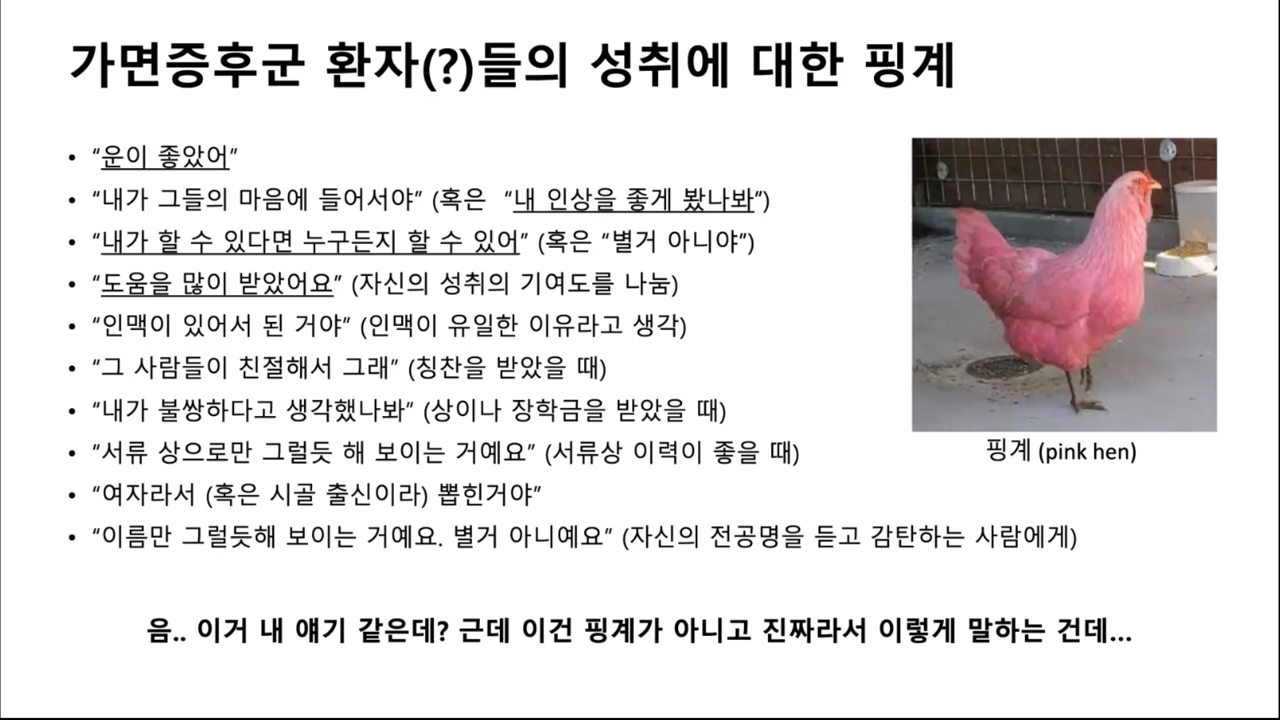 가면증후군 환자(?)들의 성취에 대한 핑계
• “운이 좋았어”
• “내가 그들의 마음에 들어서야” (혹은 “내 인상을 좋게 봤나봐”)
• “내가 할 수 있다면 누구든지 할 수 있어” (혹은 “별거 아니야”)
• “도움을 많이 받았어요” (자신의 성취의 기여도를 나눔)
• “인맥이 있어서 된 거야” (인맥이 유일한 이유라고 생각)
• “그 사람들이 친절해서 그래” (칭찬을 받았을 때)
• “내가 불쌍하다고 생각했나봐” (상이나 장학금을 받았을 때)
• “서류 상으로만 그럴듯 해 보이는 거예요” (서류상 이력이 좋을 때)
• “여자라서 (혹은 시골 출신이라) 뽑힌거야”
• “이름만 그럴듯해 보이는 거예요. 별거 아니예요” (자신의 전공명을 듣고 감탄하는 사람에게)
핑계 (pink hen)
음.. 이거 내 얘기 같은데? 근데 이건 핑계가 아니고 진짜라서 이렇게 말하는 건데...